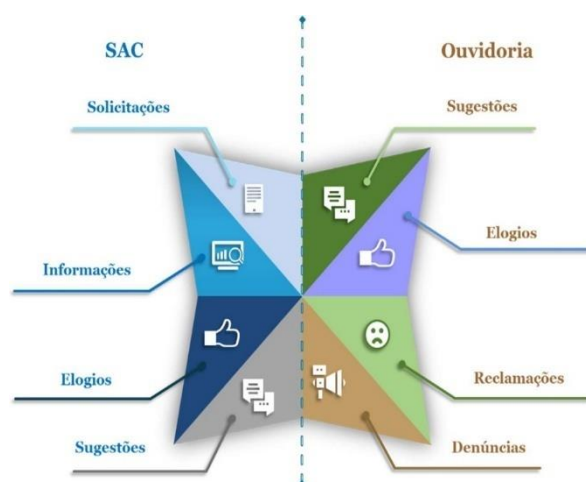 SAC
Ouvidoria
Solicitações
Sugestões
Elogios
Informações
Elogios
Reclamações
Sugestões
Denúncias